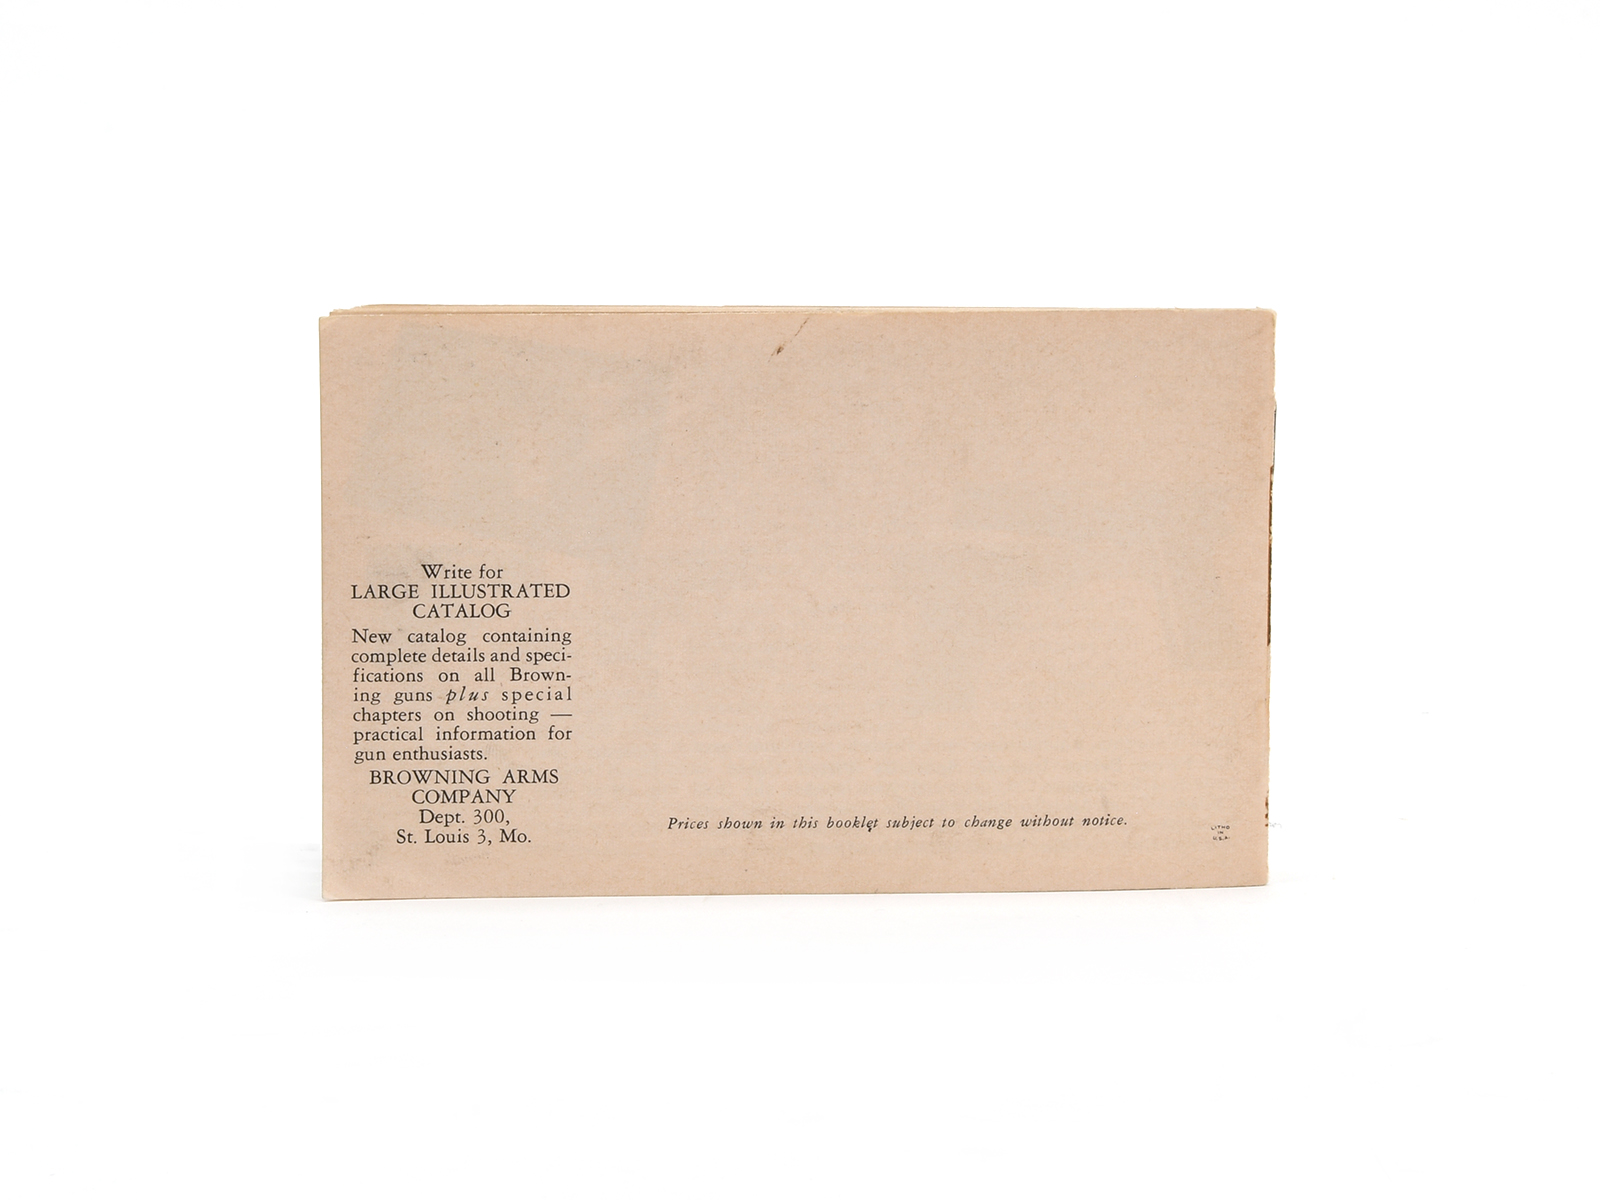 Write for
LARGE ILLUSTRATED
CATALOG
New catalog containing
complete details and speci-
fications on all Brown-
ing guns plus special
chapters on shooting —
practical information for
gun enthusiasts.
BROWNING ARMS
COMPANY
Dept. 300,
St. Louis 3, Mo.
Prices shown in this booklet subject to change without notice.
LITHO
IN
U.S.A.